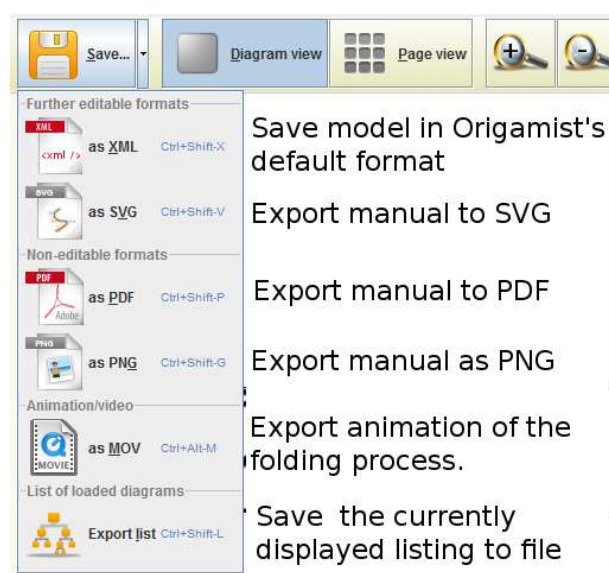 Save... Diagram view Page view
Further editable formats
XML
<xml />
as XML Ctrl+Shift-X
Save model in Origamist's
default format
SVG
as SVG Ctrl+Shift-V
Export manual to SVG
Non-editable formats
PDF
Adobe
as PDF Ctrl+Shift-P
Export manual to PDF
PNG
as PNG Ctrl+Shift-G
Export manual as PNG
Animation/video
MOVIE
as MOV Ctrl+Alt-M
Export animation of the
folding process.
List of loaded diagrams
Export list Ctrl+Shift-L
Save the currently
displayed listing to file